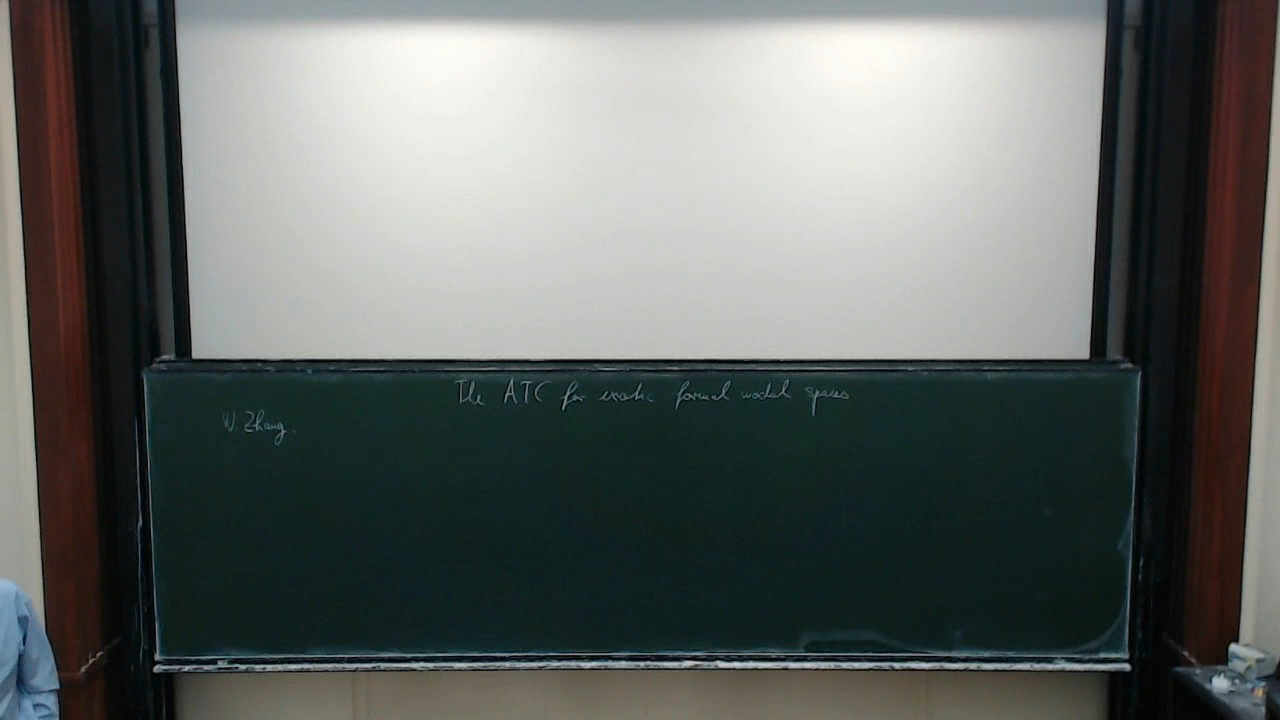 The ATC for exotic formal moduli spaces
W. Zhang.